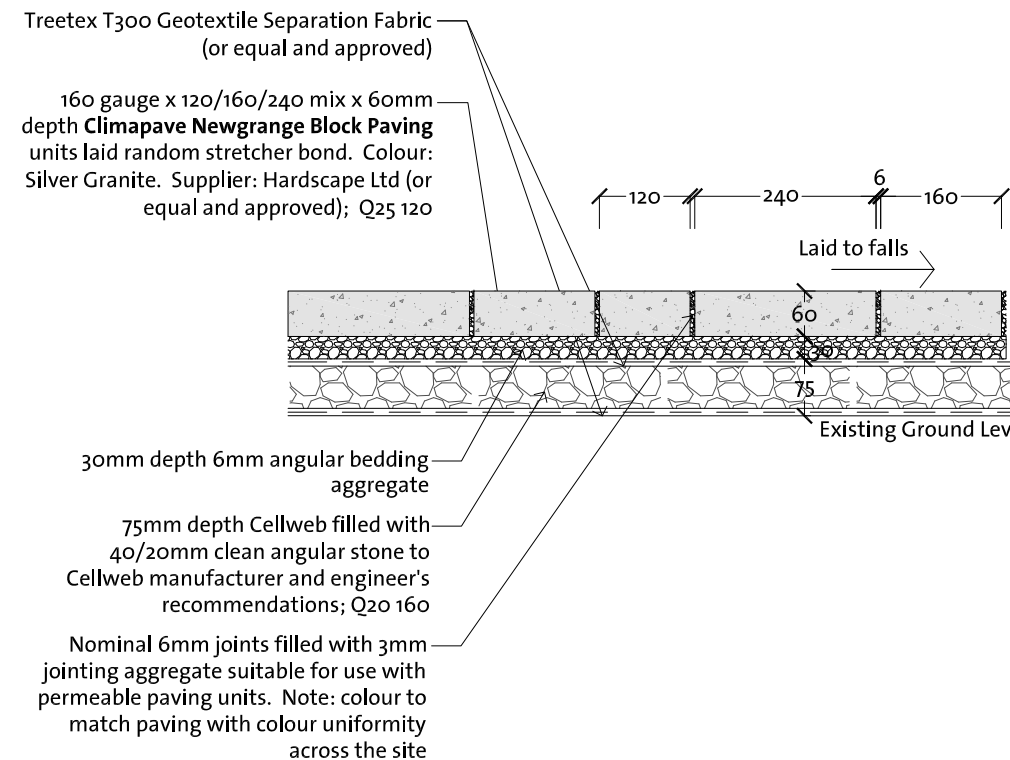 Treetex T300 Geotextile Separation Fabric
(or equal and approved)
160 gauge x 120/160/240 mix x 60mm
depth Climapave Newgrange Block Paving
units laid random stretcher bond.  Colour:
Silver Granite.  Supplier: Hardscape Ltd (or
equal and approved);  Q25 120
6
120
240
160
Laid to falls
60
30
75
Existing Ground Lev
30mm depth 6mm angular bedding
aggregate
75mm depth Cellweb filled with
40/20mm clean angular stone to
Cellweb manufacturer and engineer's
recommendations; Q20 160
Nominal 6mm joints filled with 3mm
jointing aggregate suitable for use with
permeable paving units.  Note: colour to
match paving with colour uniformity
across the site